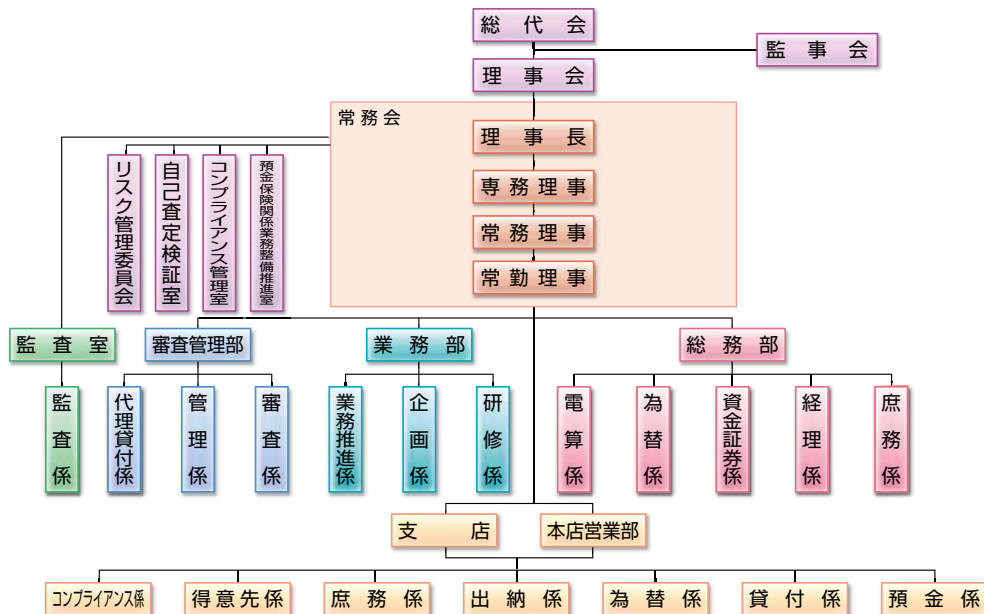 総代会
監事会
理事会
常務会
理事長
専務理事
常務理事
常勤理事
リスク管理委員会
自己査定検証室
コンプライアンス管理室
預金保険関係業務整備推進室
監査室
審査管理部
業務部
総務部
監査係
代理貸付係
管理係
審査係
業務推進係
企画係
研修係
電算係
為替係
資金証券係
経理係
庶務係
支店
本店営業部
コンプライアンス係
得意先係
庶務係
出納係
為替係
貸付係
預金係